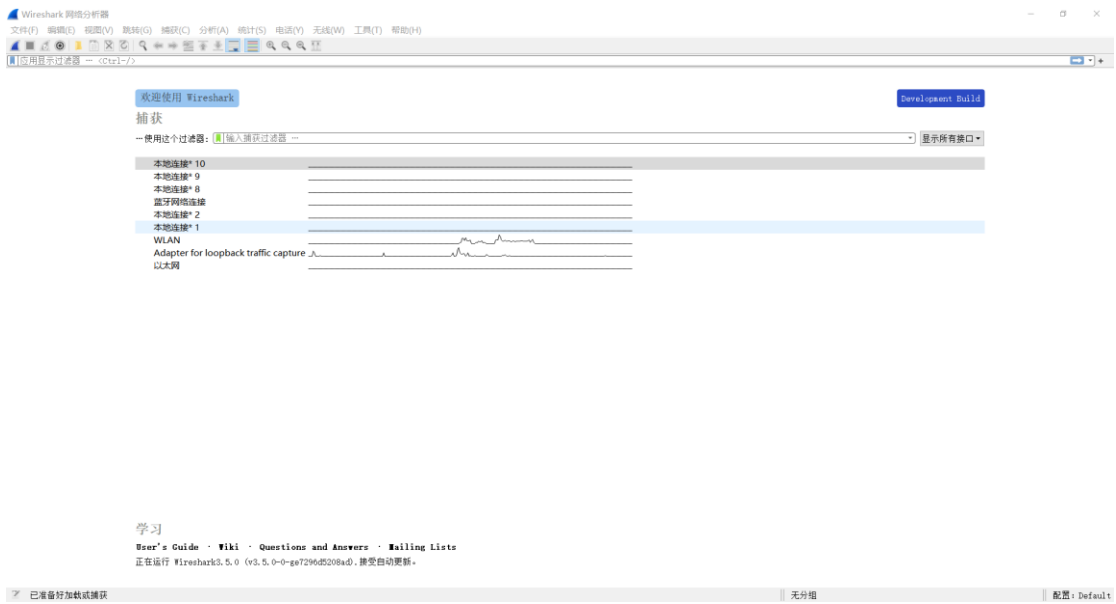 Wireshark 网络分析器
文件(F) 编辑(E) 视图(V) 跳转(G) 捕获(C) 分析(A) 统计(S) 电话(Y) 无线(W) 工具(T) 帮助(H)
应用显示过滤器 … <Ctrl-/>
欢迎使用 Wireshark
Development Build
捕获
…使用这个过滤器: 输入捕获过滤器 … 显示所有接口
本地连接* 10
本地连接* 9
本地连接* 8
蓝牙网络连接
本地连接* 2
本地连接* 1
WLAN
Adapter for loopback traffic capture
以太网
学习
User's Guide · Wiki · Questions and Answers · Mailing Lists
正在运行 Wireshark3.5.0 (v3.5.0-0-ge7296d5208ad).接受自动更新。
已准备好加载或捕获 无分组 配置: Default